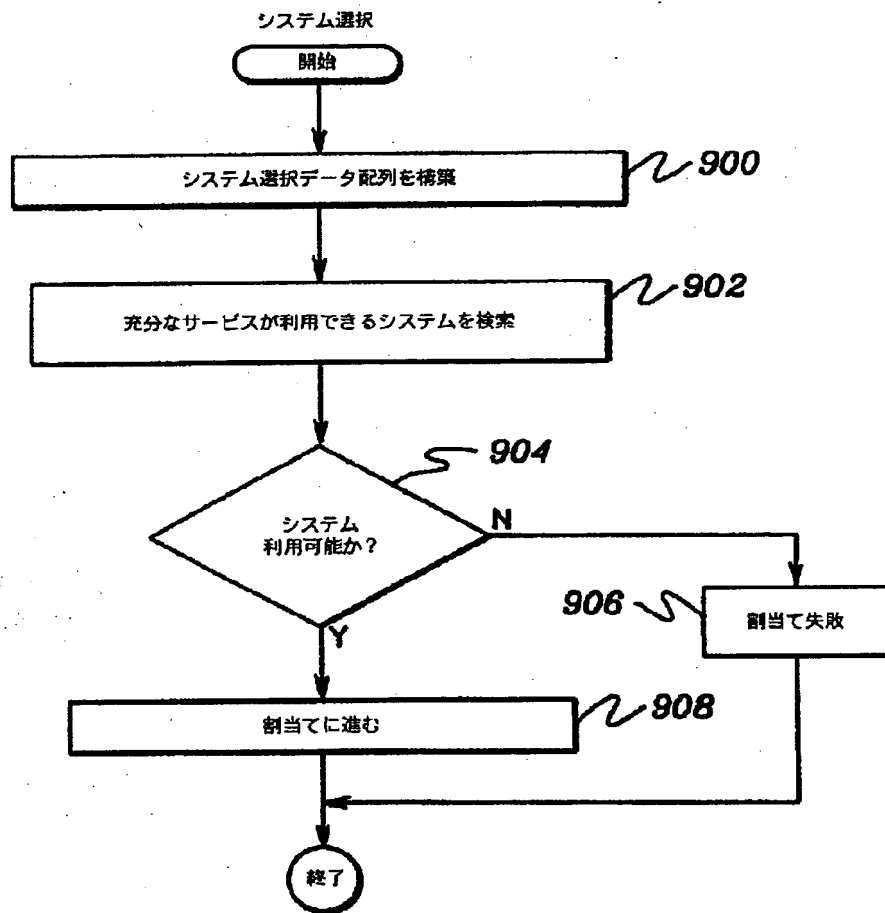 システム選択
開始
システム選択データ配列を構築
900
充分なサービスが利用できるシステムを検索
902
904
システム
利用可能か？
N
Y
906
割当て失敗
割当てに進む
908
終了